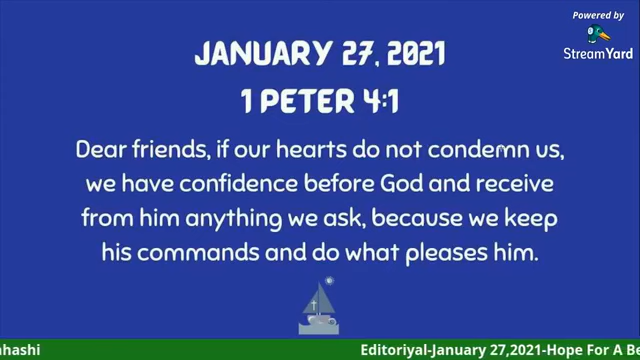 Powered by
StreamYard
JANUARY 27, 2021
1 PETER 4:1
Dear friends, if our hearts do not condemn us,
we have confidence before God and receive
from him anything we ask, because we keep
his commands and do what pleases him.
ahashi Editoriyal-January 27,2021-Hope For A Be